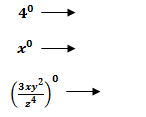 4⁰ ⟶
x⁰ ⟶
(3xy²/z⁴)⁰ ⟶